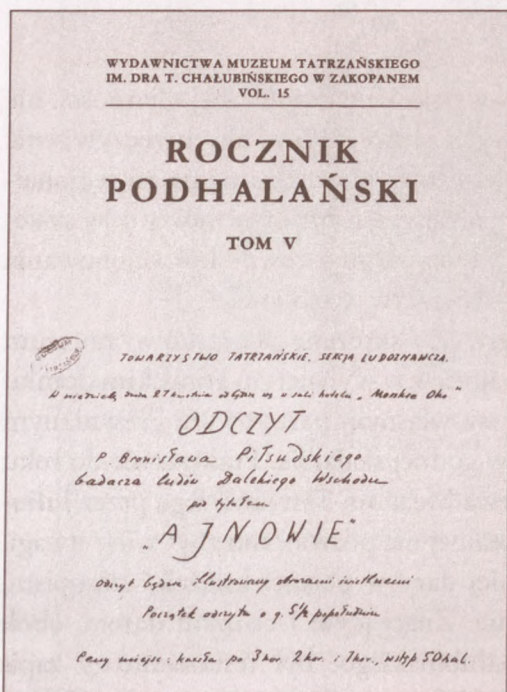 WYDAWNICTWA MUZEUM TATRZAŃSKIEGO
IM. DRA T. CHAŁUBIŃSKIEGO W ZAKOPANEM
VOL. 15
ROCZNIK
PODHALAŃSKI
TOM V
TOWARZYSTWO TATRZAŃSKIE. SEKCJA LUDOZNAWCZA.
W niedzielę, dnia 27 kwietnia odbędzie się w sali hotelu „Morskie Oko"
ODCZYT
P. Bronisława Piłsudskiego
badacza ludów Dalekiego Wschodu
pod tytułem
„AJNOWIE"
odczyt będzie illustrowany obrazami świetlnemi
Początek odczytu o g. 5½ popołudniu
Ceny miejsc: krzesła po 3 kor. 2 kor. i 1 kor., wstęp 50 hal.